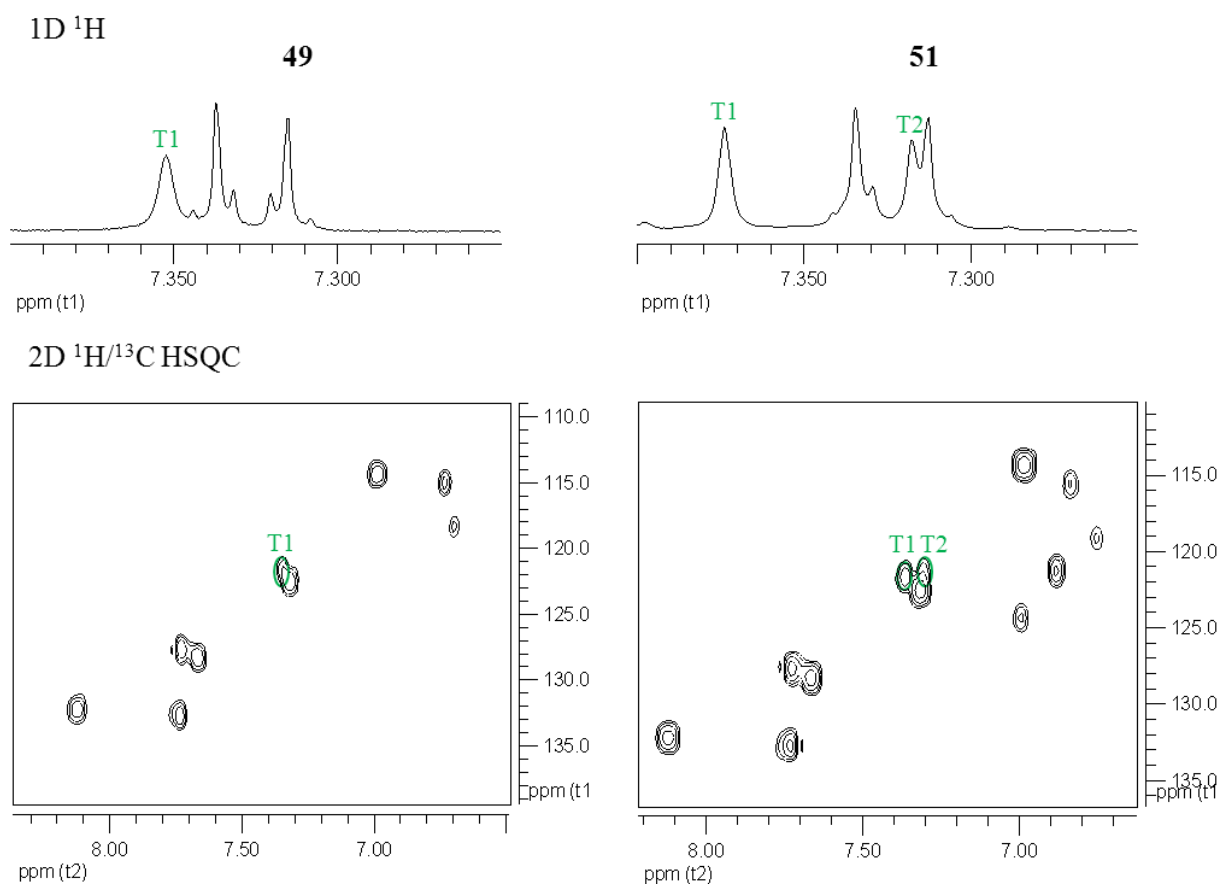 1D ¹H
49
51
T1
T1
T2
7.350
7.300
ppm (t1)
7.350
7.300
ppm (t1)
2D ¹H/¹³C HSQC
T1
110.0
115.0
120.0
125.0
130.0
135.0
ppm (t1
8.00
7.50
7.00
ppm (t2)
T1 T2
115.0
120.0
125.0
130.0
135.0
ppm (t1
8.00
7.50
7.00
ppm (t2)